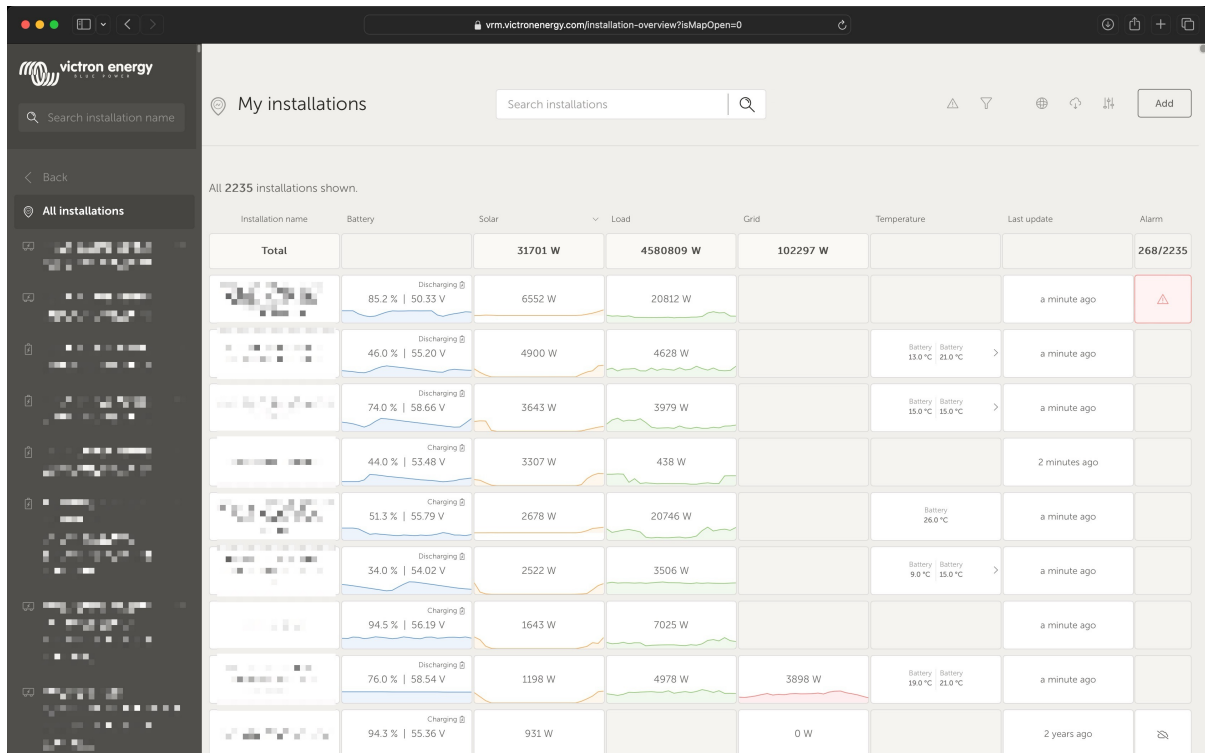 vrm.victronenergy.com/installation-overview?isMapOpen=0
victron energy
BLUE POWER
Search installation name
Back
All installations
My installations
Search installations
Add
All 2235 installations shown.
Installation name Battery Solar Load Grid Temperature Last update Alarm
Total 31701 W 4580809 W 102297 W 268/2235
Discharging
85.2 % | 50.33 V 6552 W 20812 W a minute ago
Discharging
46.0 % | 55.20 V 4900 W 4628 W Battery 13.0 °C Battery 21.0 °C a minute ago
Discharging
74.0 % | 58.66 V 3643 W 3979 W Battery 15.0 °C Battery 15.0 °C a minute ago
Charging
44.0 % | 53.48 V 3307 W 438 W 2 minutes ago
Charging
51.3 % | 55.79 V 2678 W 20746 W Battery 26.0 °C a minute ago
Discharging
34.0 % | 54.02 V 2522 W 3506 W Battery 9.0 °C Battery 15.0 °C a minute ago
Charging
94.5 % | 56.19 V 1643 W 7025 W a minute ago
Discharging
76.0 % | 58.54 V 1198 W 4978 W 3898 W Battery 19.0 °C Battery 21.0 °C a minute ago
Charging
94.3 % | 55.36 V 931 W 0 W 2 years ago